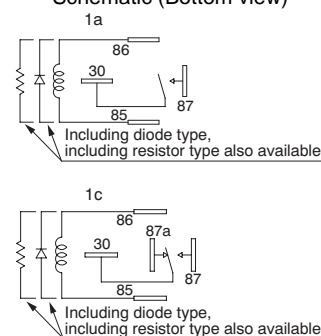 Schematic (Bottom view)
1a
86
30
85
87
Including diode type,
including resistor type also available
1c
86
87a
30
87
85
Including diode type,
including resistor type also available